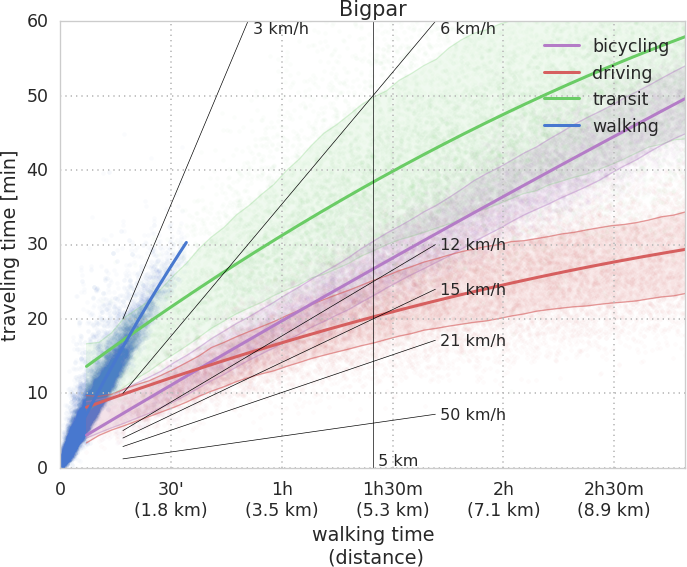 Bigpar
60
50
40
30
20
10
0
traveling time [min]
3 km/h
6 km/h
bicycling
driving
transit
walking
12 km/h
15 km/h
21 km/h
50 km/h
5 km
0 30' 1h 1h30m 2h 2h30m
(1.8 km) (3.5 km) (5.3 km) (7.1 km) (8.9 km)
walking time
(distance)